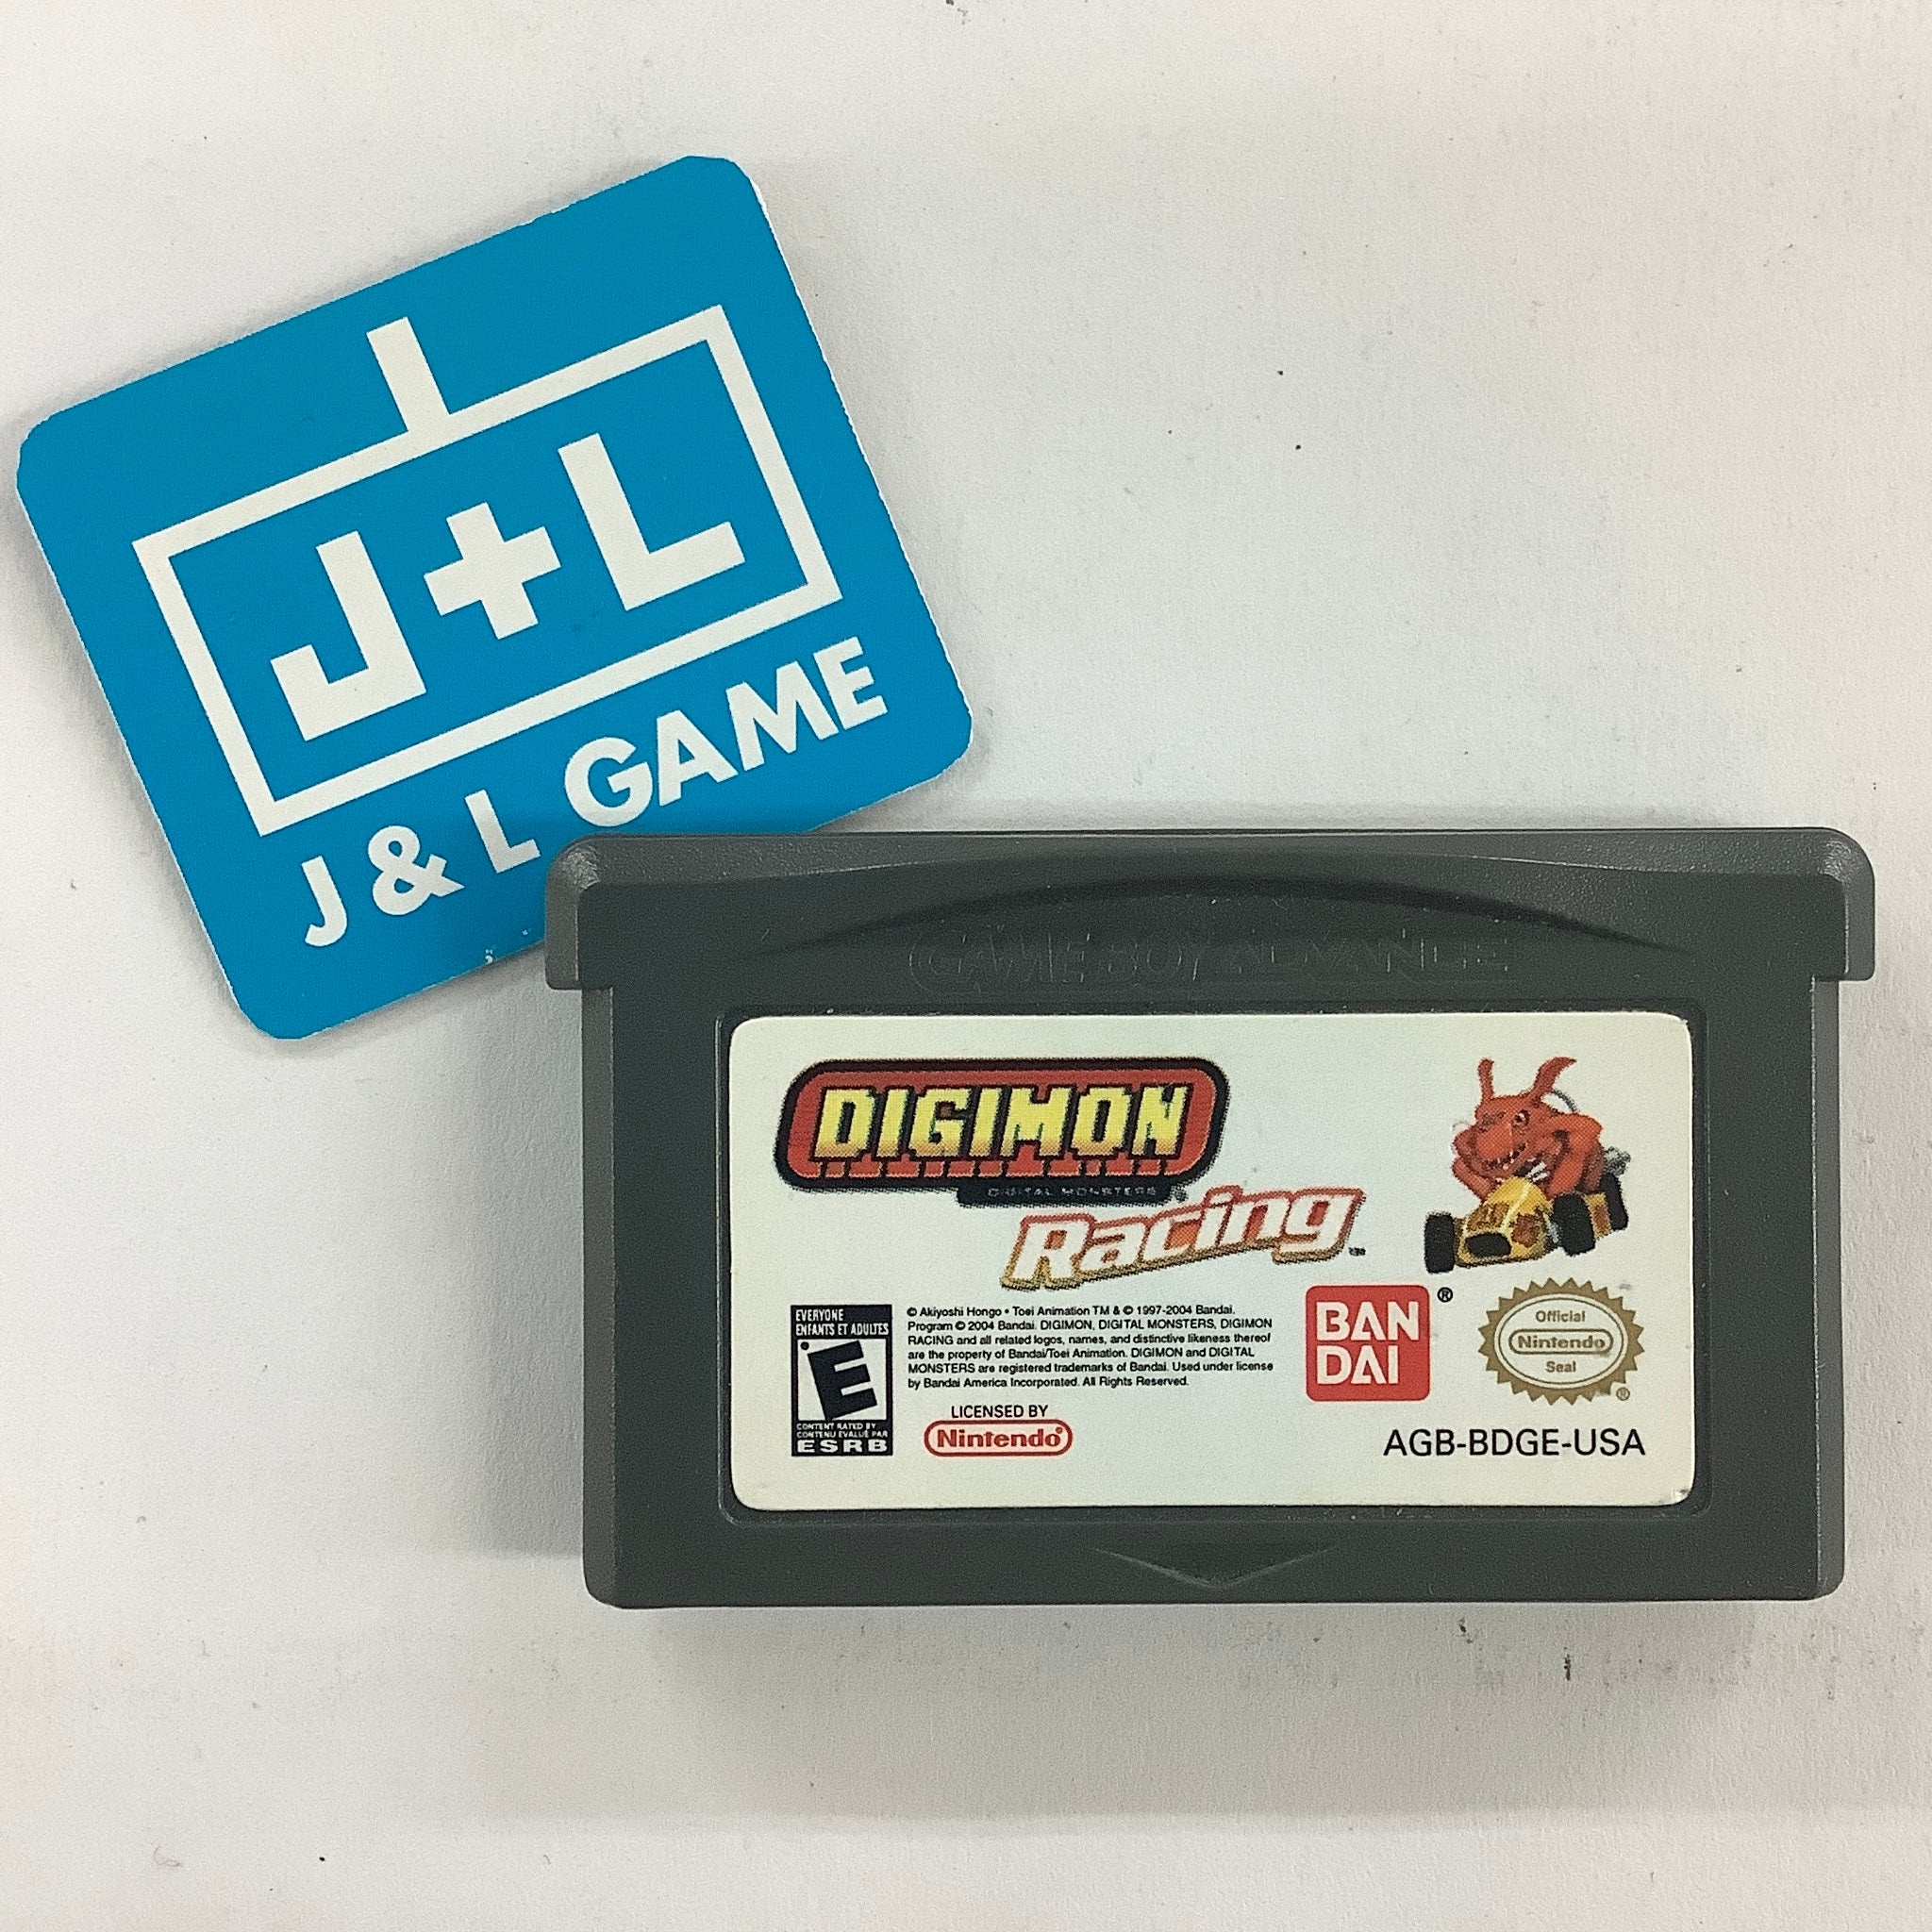 J+L
J & L GAME
GAME BOY ADVANCE
DIGIMON
DIGITAL MONSTERS
Racing™
EVERYONE
ENFANTS ET ADULTES
E
CONTENT RATED BY
CONTENU ÉVALUÉ PAR
ESRB
© Akiyoshi Hongo • Toei Animation TM & © 1997-2004 Bandai.
Program © 2004 Bandai. DIGIMON, DIGITAL MONSTERS, DIGIMON
RACING and all related logos, names, and distinctive likeness thereof
are the property of Bandai/Toei Animation. DIGIMON and DIGITAL
MONSTERS are registered trademarks of Bandai. Used under license
by Bandai America Incorporated. All Rights Reserved.
LICENSED BY
Nintendo®
BAN
DAI ®
Official
Nintendo
Seal ®
AGB-BDGE-USA